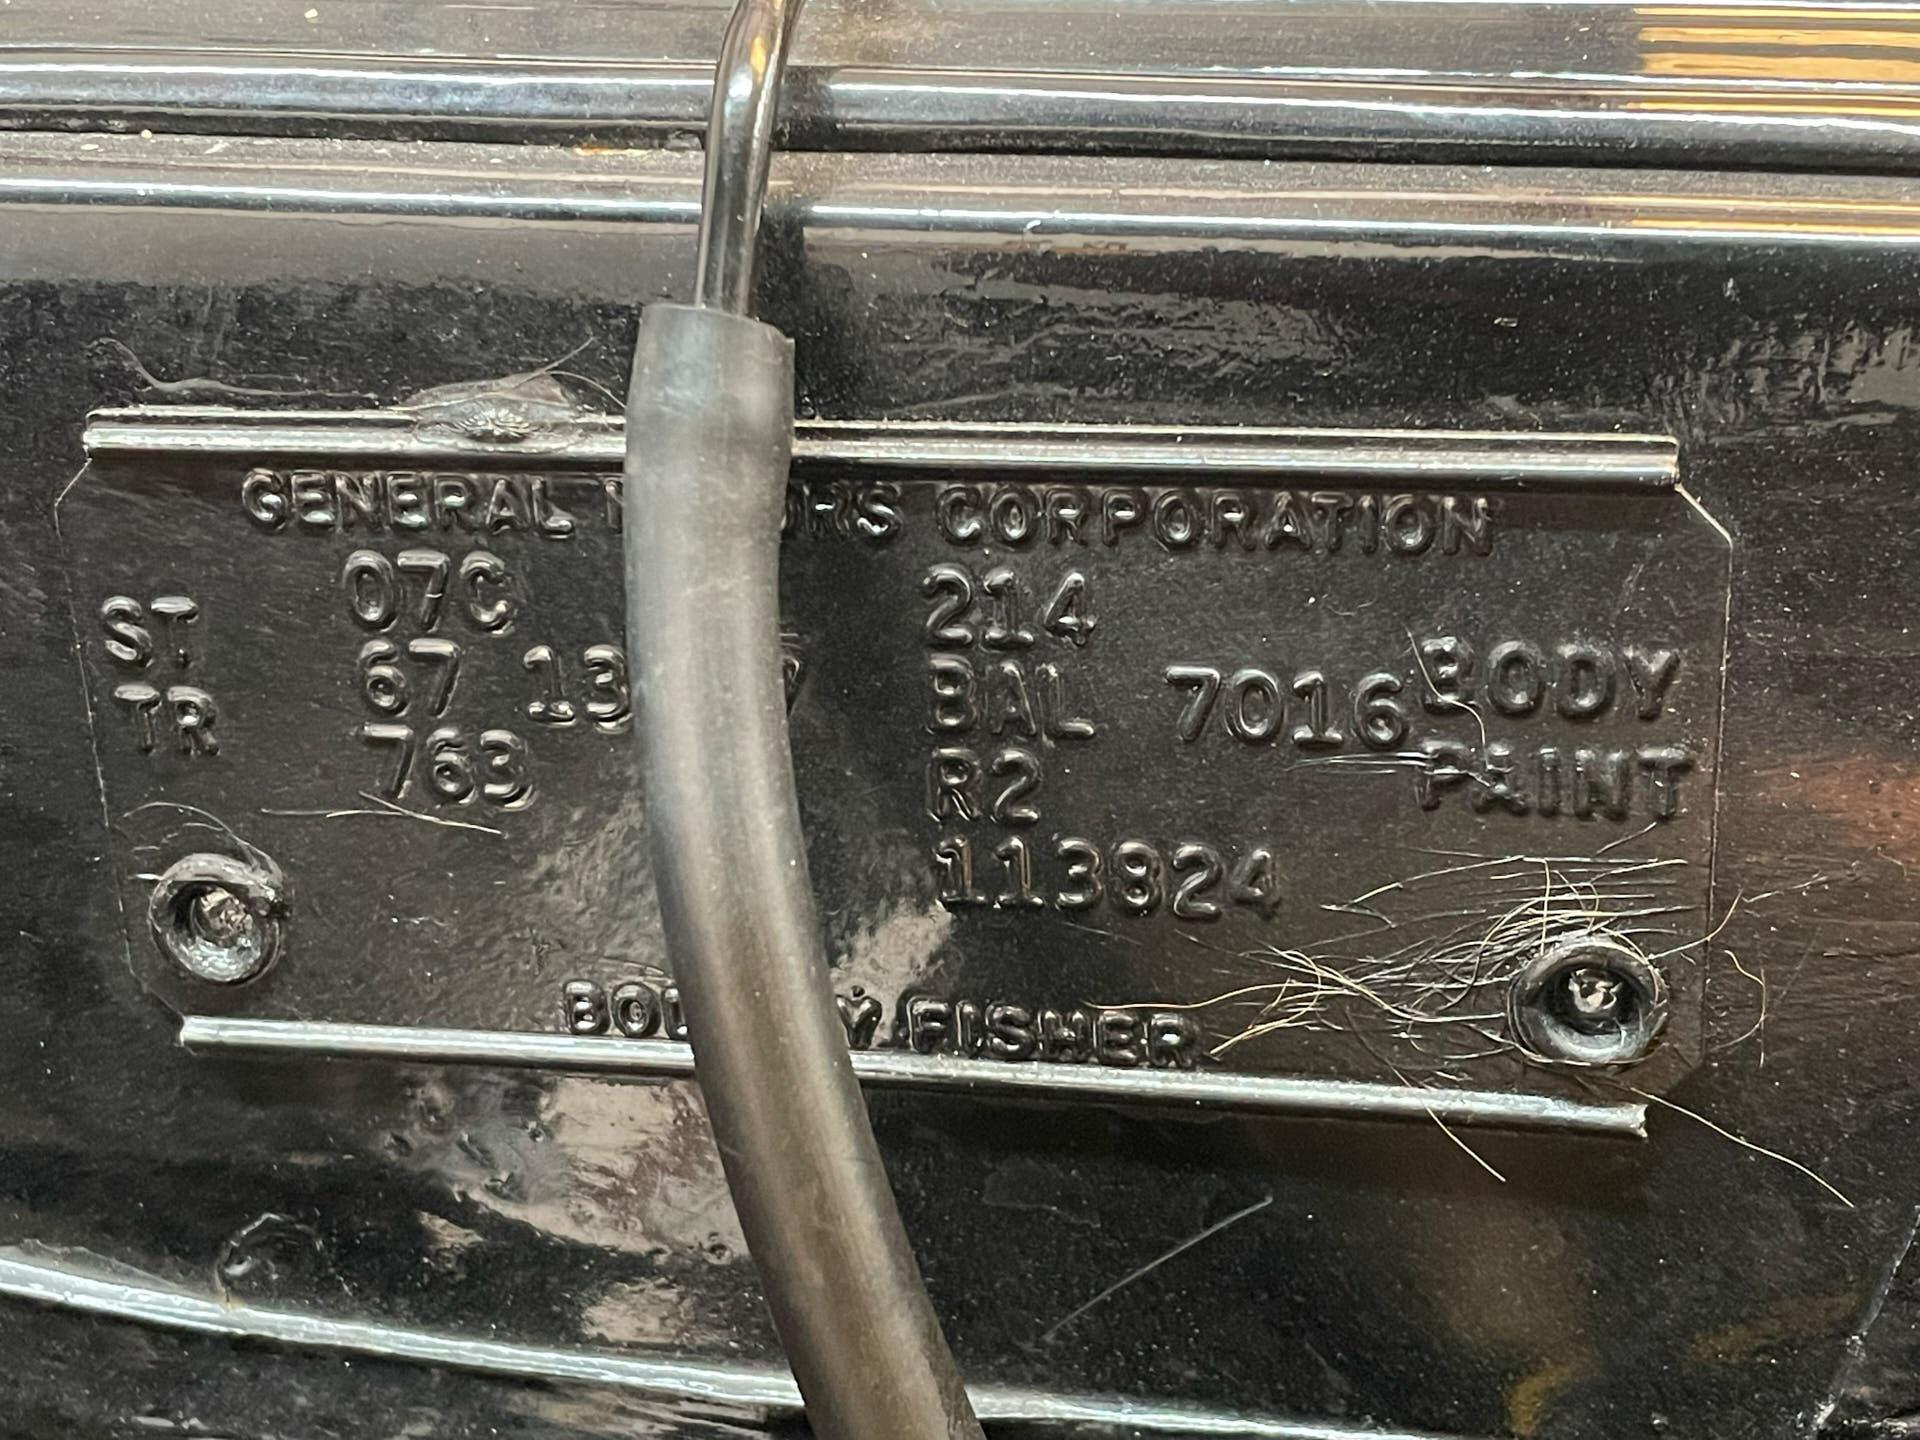 GENERAL CORPORATION
07C 214
ST 67 BAL 7016 BODY
TR 763 R2 PAINT
113824
FISHER